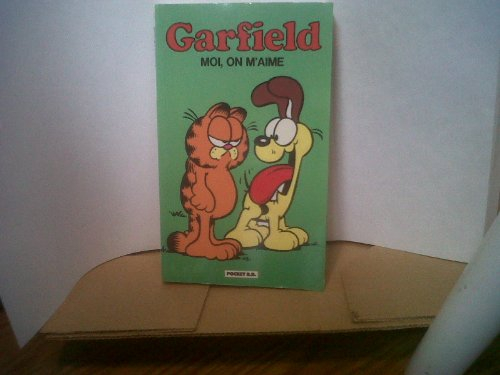 Garfield
MOI, ON M'AIME
POCKET B.D.